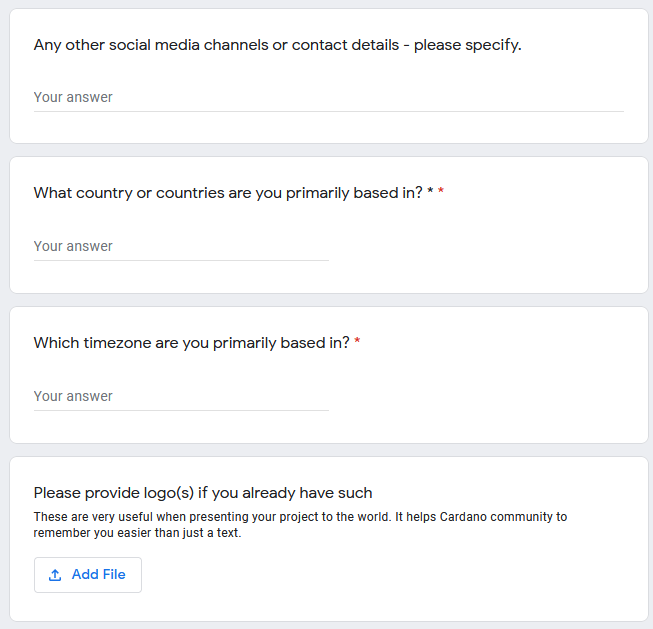 Any other social media channels or contact details - please specify.
Your answer
What country or countries are you primarily based in? * *
Your answer
Which timezone are you primarily based in? *
Your answer
Please provide logo(s) if you already have such
These are very useful when presenting your project to the world. It helps Cardano community to
remember you easier than just a text.
Add File